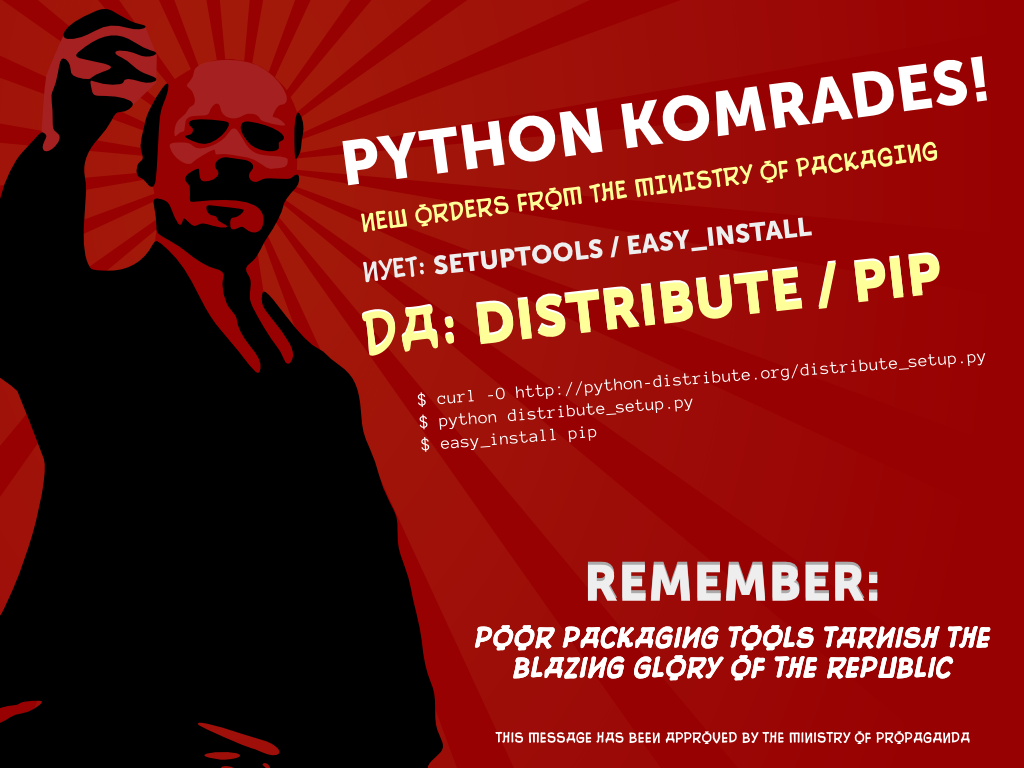 PYTHON KOMRADES!
NEW ORDERS FROM THE MINISTRY OF PACKAGING
NYET: SETUPTOOLS / EASY_INSTALL
DA: DISTRIBUTE / PIP
$ curl -O http://python-distribute.org/distribute_setup.py
$ python distribute_setup.py
$ easy_install pip
REMEMBER:
POOR PACKAGING TOOLS TARNISH THE
BLAZING GLORY OF THE REPUBLIC
THIS MESSAGE HAS BEEN APPROVED BY THE MINISTRY OF PROPAGANDA